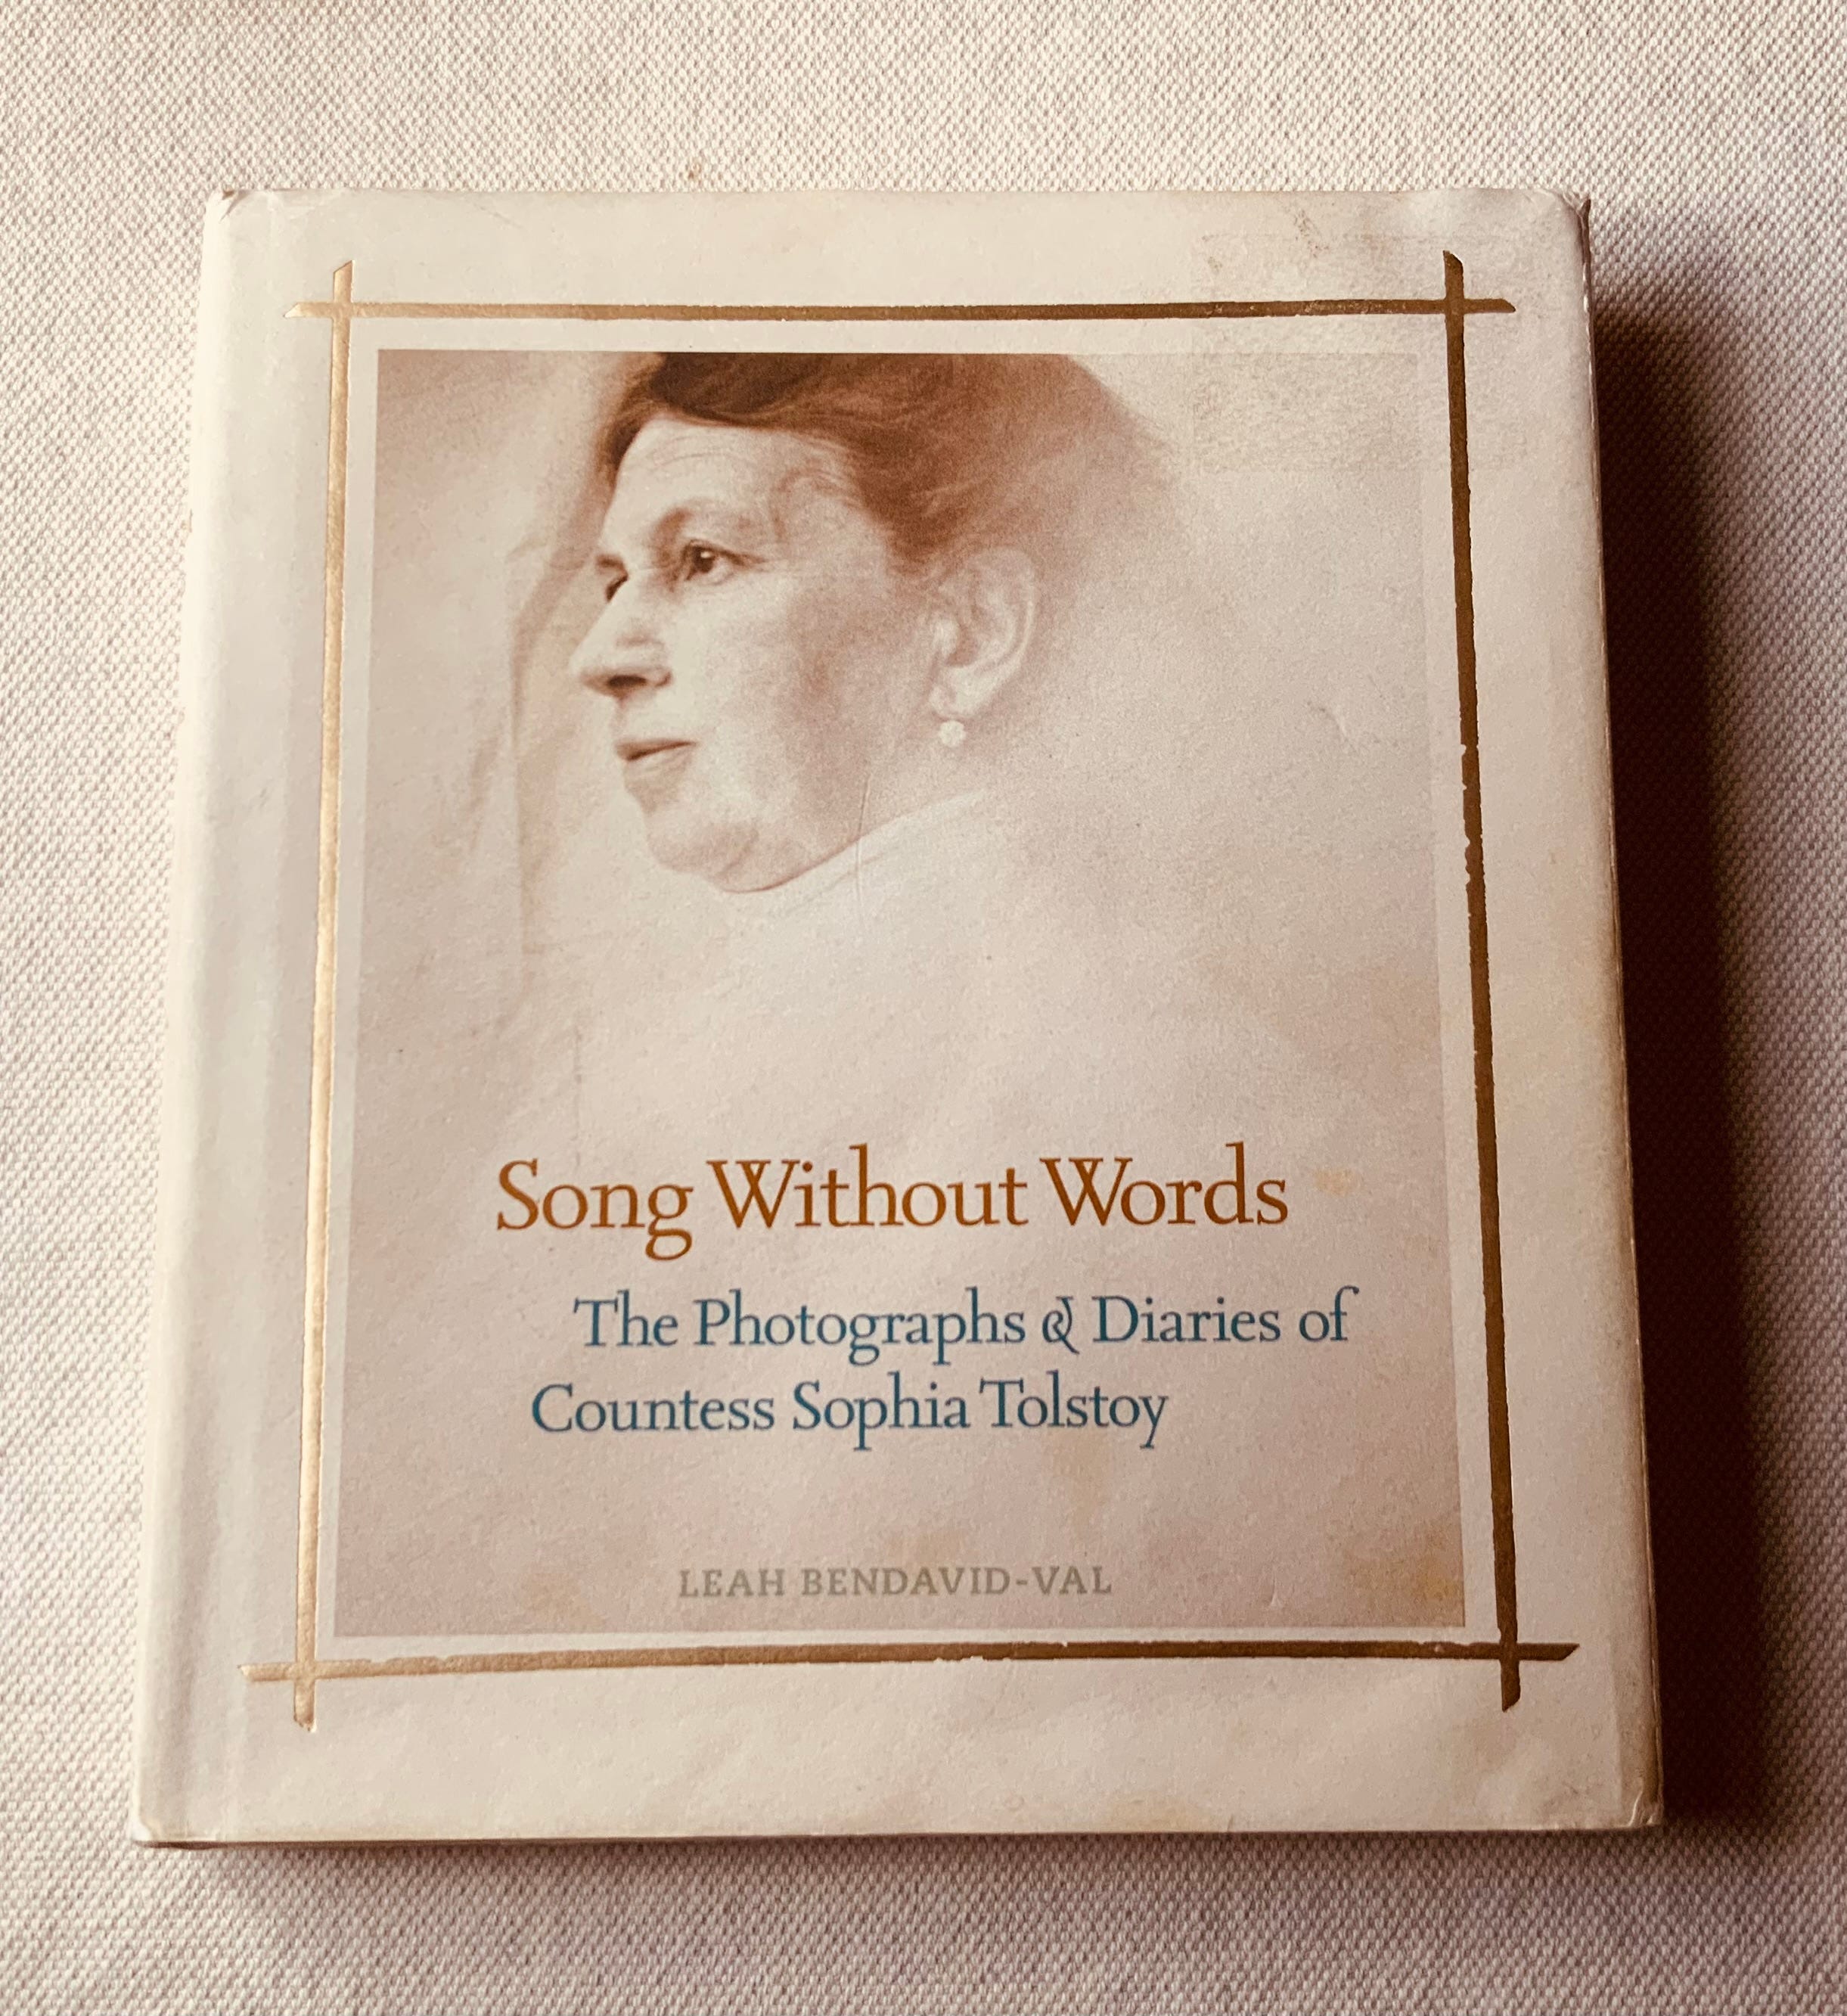 Song Without Words
The Photographs & Diaries of
Countess Sophia Tolstoy
LEAH BENDAVID-VAL